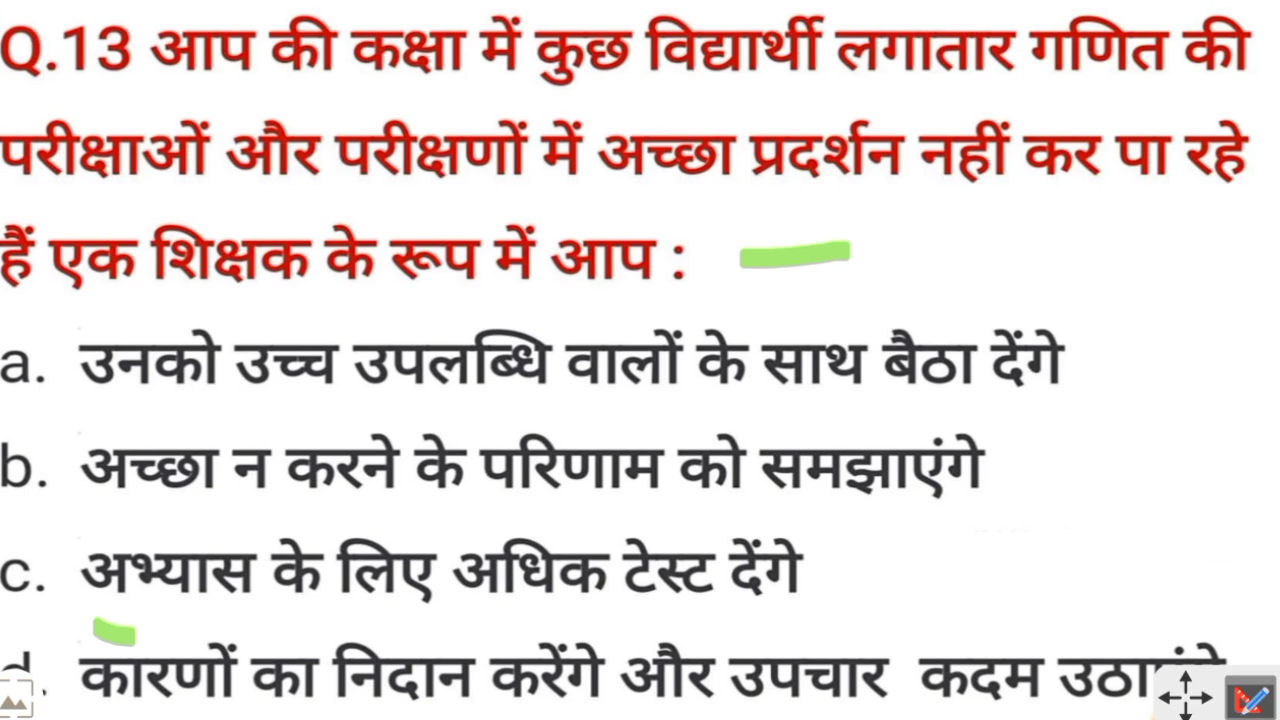 Q.13 आप की कक्षा में कुछ विद्यार्थी लगातार गणित की
परीक्षाओं और परीक्षणों में अच्छा प्रदर्शन नहीं कर पा रहे
हैं एक शिक्षक के रूप में आप :
a. उनको उच्च उपलब्धि वालों के साथ बैठा देंगे
b. अच्छा न करने के परिणाम को समझाएंगे
c. अभ्यास के लिए अधिक टेस्ट देंगे
कारणों का निदान करेंगे और उपचार कदम